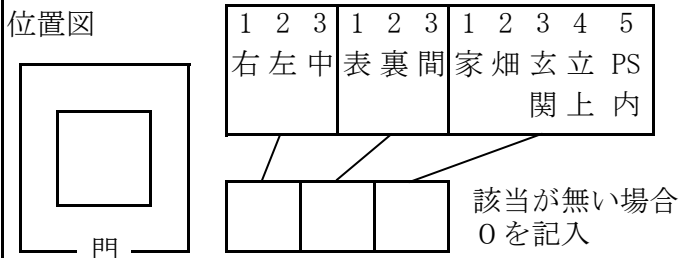 位置図
1 2 3 1 2 3 1 2 3 4 5
右 左 中 表 裏 間 家 畑 玄関 立上 PS内
門
該当が無い場合
0を記入